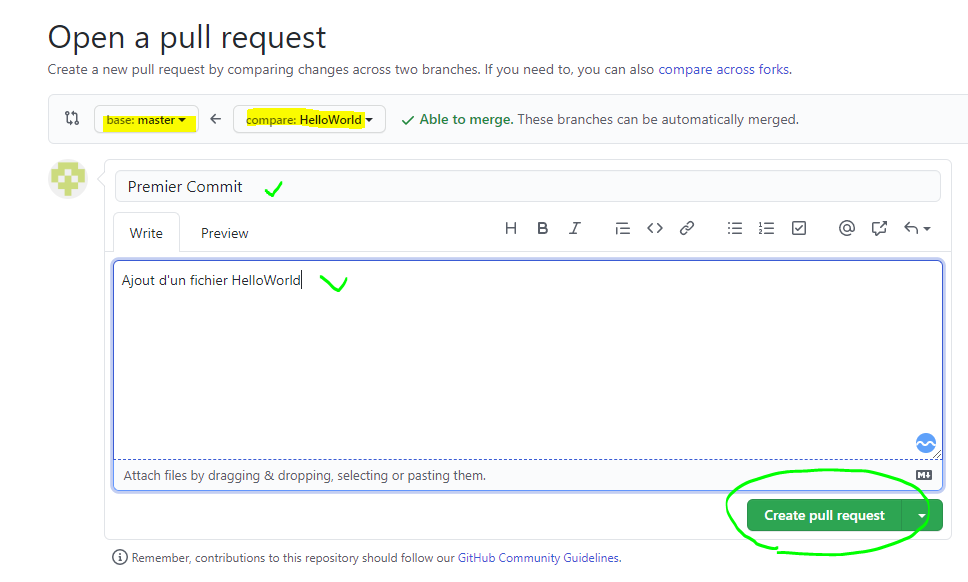 Open a pull request
Create a new pull request by comparing changes across two branches. If you need to, you can also compare across forks.
base: master compare: HelloWorld Able to merge. These branches can be automatically merged.
Premier Commit
Write Preview H B I
Ajout d'un fichier HelloWorld
Attach files by dragging & dropping, selecting or pasting them.
Create pull request
Remember, contributions to this repository should follow our GitHub Community Guidelines.